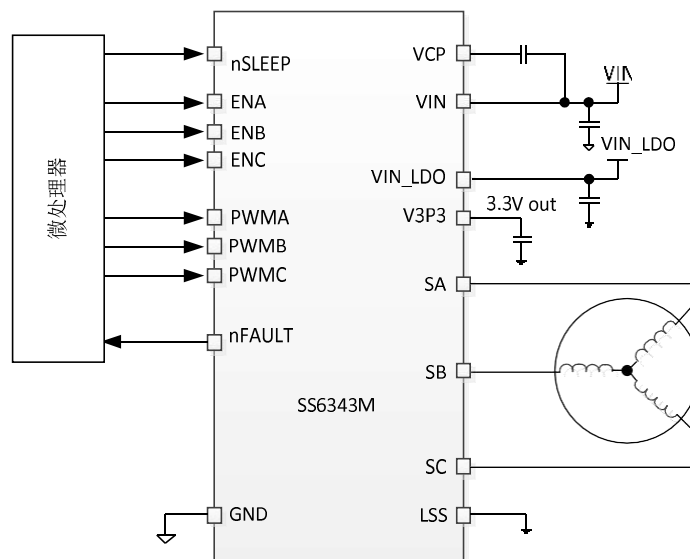 微处理器
nSLEEP
ENA
ENB
ENC
PWMA
PWMB
PWMC
nFAULT
GND
SS6343M
VCP
VIN
VIN_LDO
V3P3
SA
SB
SC
LSS
VIN
VIN_LDO
3.3V out